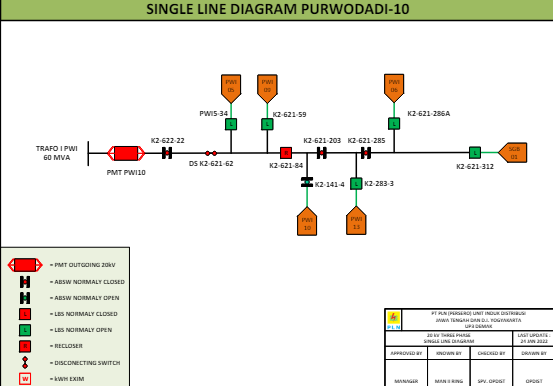 SINGLE LINE DIAGRAM PURWODADI-10
PWI
05
PWI
09
PWI
06
PWI5-34
L
K2-621-59
L
K2-621-286A
L
TRAFO I PWI
60 MVA
K2-622-22
K2-621-203
K2-621-285
SGB
01
PMT PWI10
DS K2-621-62
R
K2-621-84
L
K2-621-312
K2-141-4
L
K2-283-3
PWI
10
PWI
13
= PMT OUTGOING 20kV
= ABSW NORMALY CLOSED
= ABSW NORMALY OPEN
L
= LBS NORMALY CLOSED
L
= LBS NORMALY OPEN
R
= RECLOSER
= DISCONECTING SWITCH
W
= kWH EXIM
PLN
PT PLN (PERSERO) UNIT INDUK DISTRIBUSI
JAWA TENGAH DAN D.I. YOGYAKARTA
UP3 DEMAK
20 KV THREE PHASE
SINGLE LINE DIAGRAM
LAST UPDATE :
24 JAN 2022
APPROVED BY
KNOWN BY
CHECKED BY
DRAWN BY
MANAGER
MAN II RING
SPV. OPDIST
OPDIST